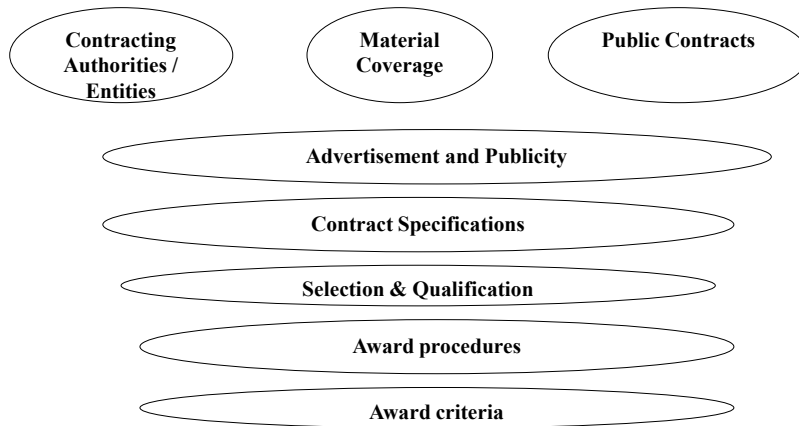 Contracting
Authorities /
Entities
Material
Coverage
Public Contracts
Advertisement and Publicity
Contract Specifications
Selection & Qualification
Award procedures
Award criteria